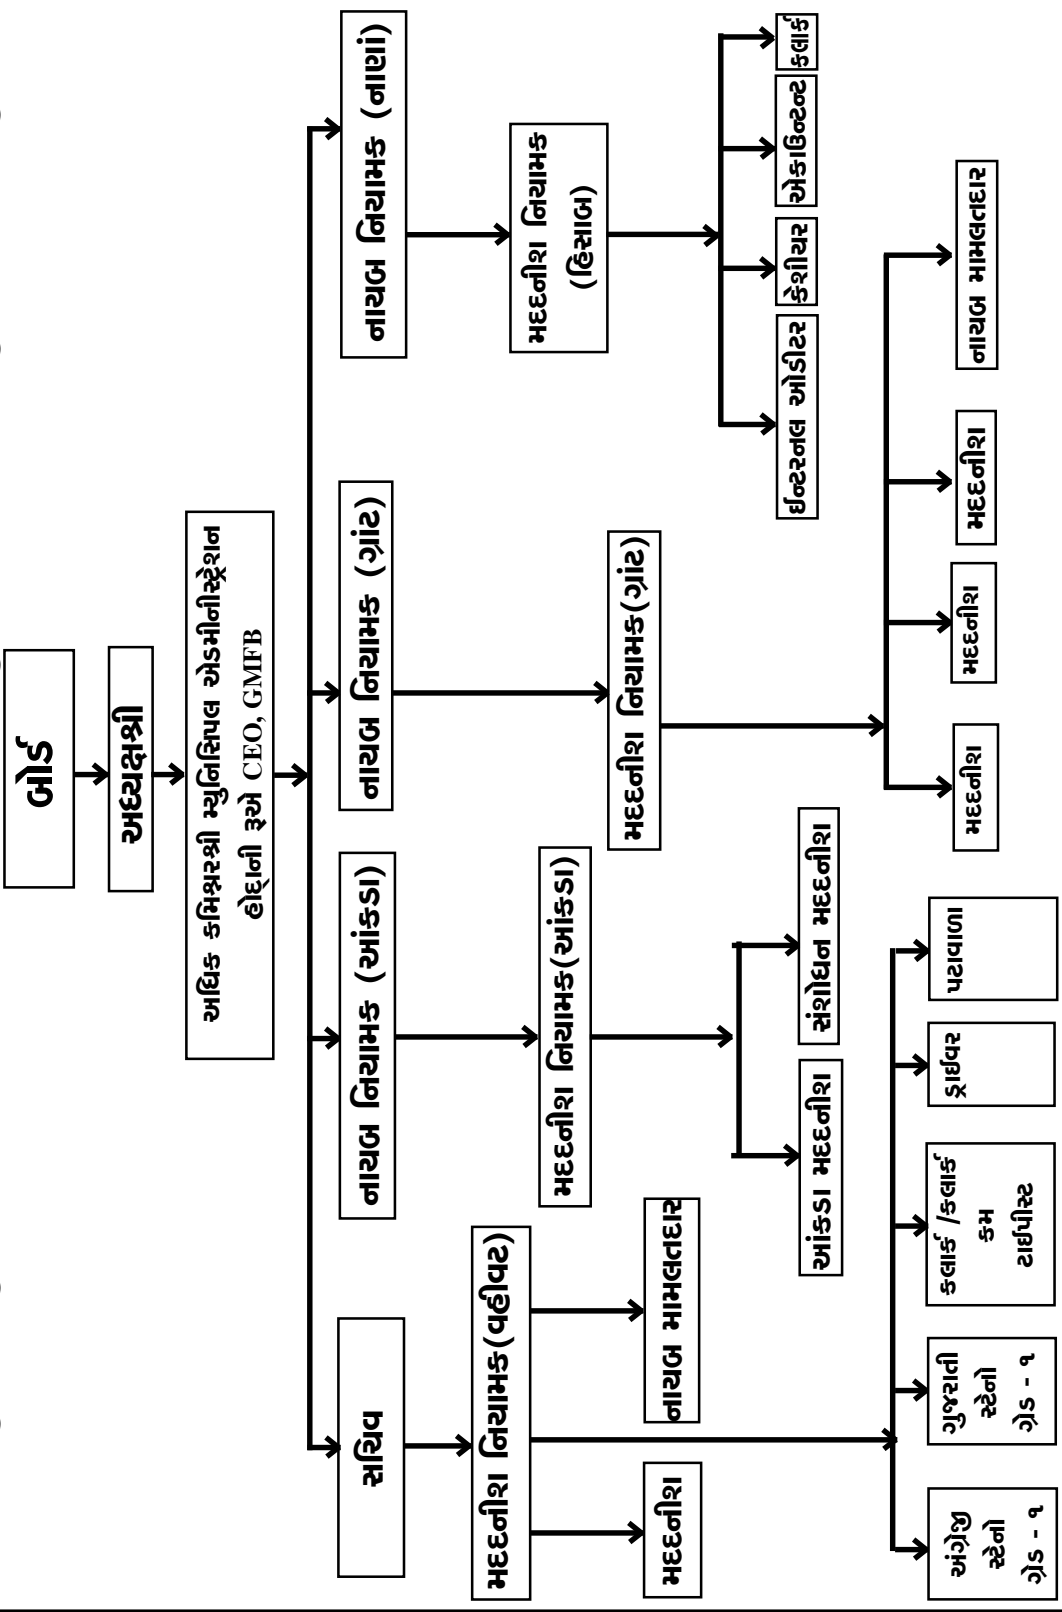 બોર્ડ
અધ્યક્ષશ્રી
અધિક કમિશ્નરશ્રી મ્યુનિસિપલ એડમીનીસ્ટ્રેશન
હોદ્દાની રૂએ CEO, GMFB
સચિવ
નાયબ નિયામક (આંકડા)
નાયબ નિયામક (ગ્રાંટ)
નાયબ નિયામક (નાણાં)
મદદનીશ નિયામક(વહીવટ)
મદદનીશ નિયામક(આંકડા)
મદદનીશ નિયામક(ગ્રાંટ)
મદદનીશ નિયામક
(હિસાબ)
મદદનીશ
નાયબ મામલતદાર
આંકડા મદદનીશ
સંશોધન મદદનીશ
ઇન્ટરનલ ઓડીટર
કેશીયર
એકાઉન્ટન્ટ
કલાર્ક
અંગ્રેજી
સ્ટેનો
ગ્રેડ - ૧
ગુજરાતી
સ્ટેનો
ગ્રેડ - ૧
કલાર્ક /કલાર્ક
કમ
ટાઇપીસ્ટ
ડ્રાઇવર
પટાવાળા
મદદનીશ
મદદનીશ
મદદનીશ
નાયબ મામલતદાર